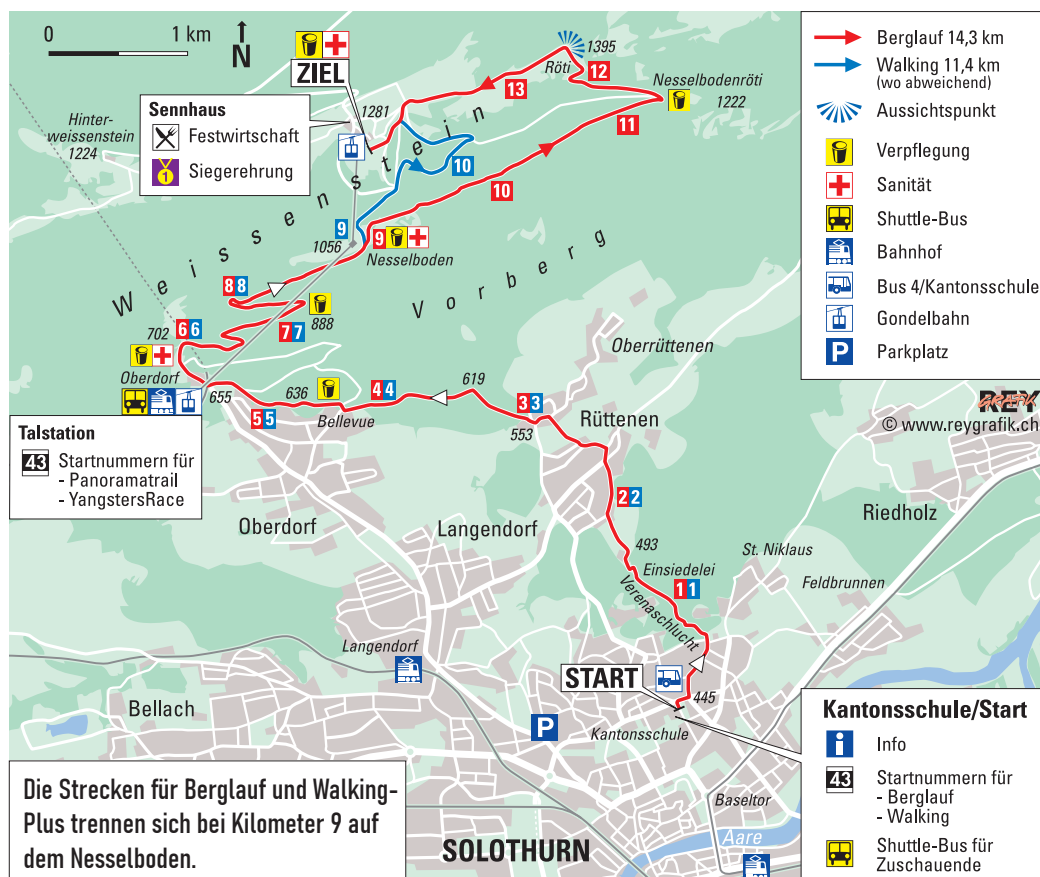 0 1 km
N
ZIEL
1395
Röti
12
13
Nesselbodenröti
1222
11
Sennhaus
Festwirtschaft
1
Siegerehrung
1281
Hinter-
weissenstein
1224
10
10
Weissenstein
9
1056
9
Nesselboden
Vorberg
8 8
7 7
888
702
6 6
Oberdorf
655
5 5
636
Bellevue
4 4
619
3 3
553
Oberrüttenen
Rüttenen
2 2
493
Einsiedelei
1 1
Verenaschlucht
St. Niklaus
Feldbrunnen
Riedholz
Talstation
43 Startnummern für
- Panoramatrail
- YangstersRace
Oberdorf
Langendorf
Langendorf
Bellach
START
445
Kantonsschule
P
Baseltor
Aare
SOLOTHURN
Berglauf 14,3 km
Walking 11,4 km
(wo abweichend)
Aussichtspunkt
Verpflegung
Sanität
Shuttle-Bus
Bahnhof
Bus 4/Kantonsschule
Gondelbahn
P Parkplatz
REY
GRAFIK
© www.reygrafik.ch
Kantonsschule/Start
i Info
43 Startnummern für
- Berglauf
- Walking
Shuttle-Bus für
Zuschauende
Die Strecken für Berglauf und Walking-
Plus trennen sich bei Kilometer 9 auf
dem Nesselboden.